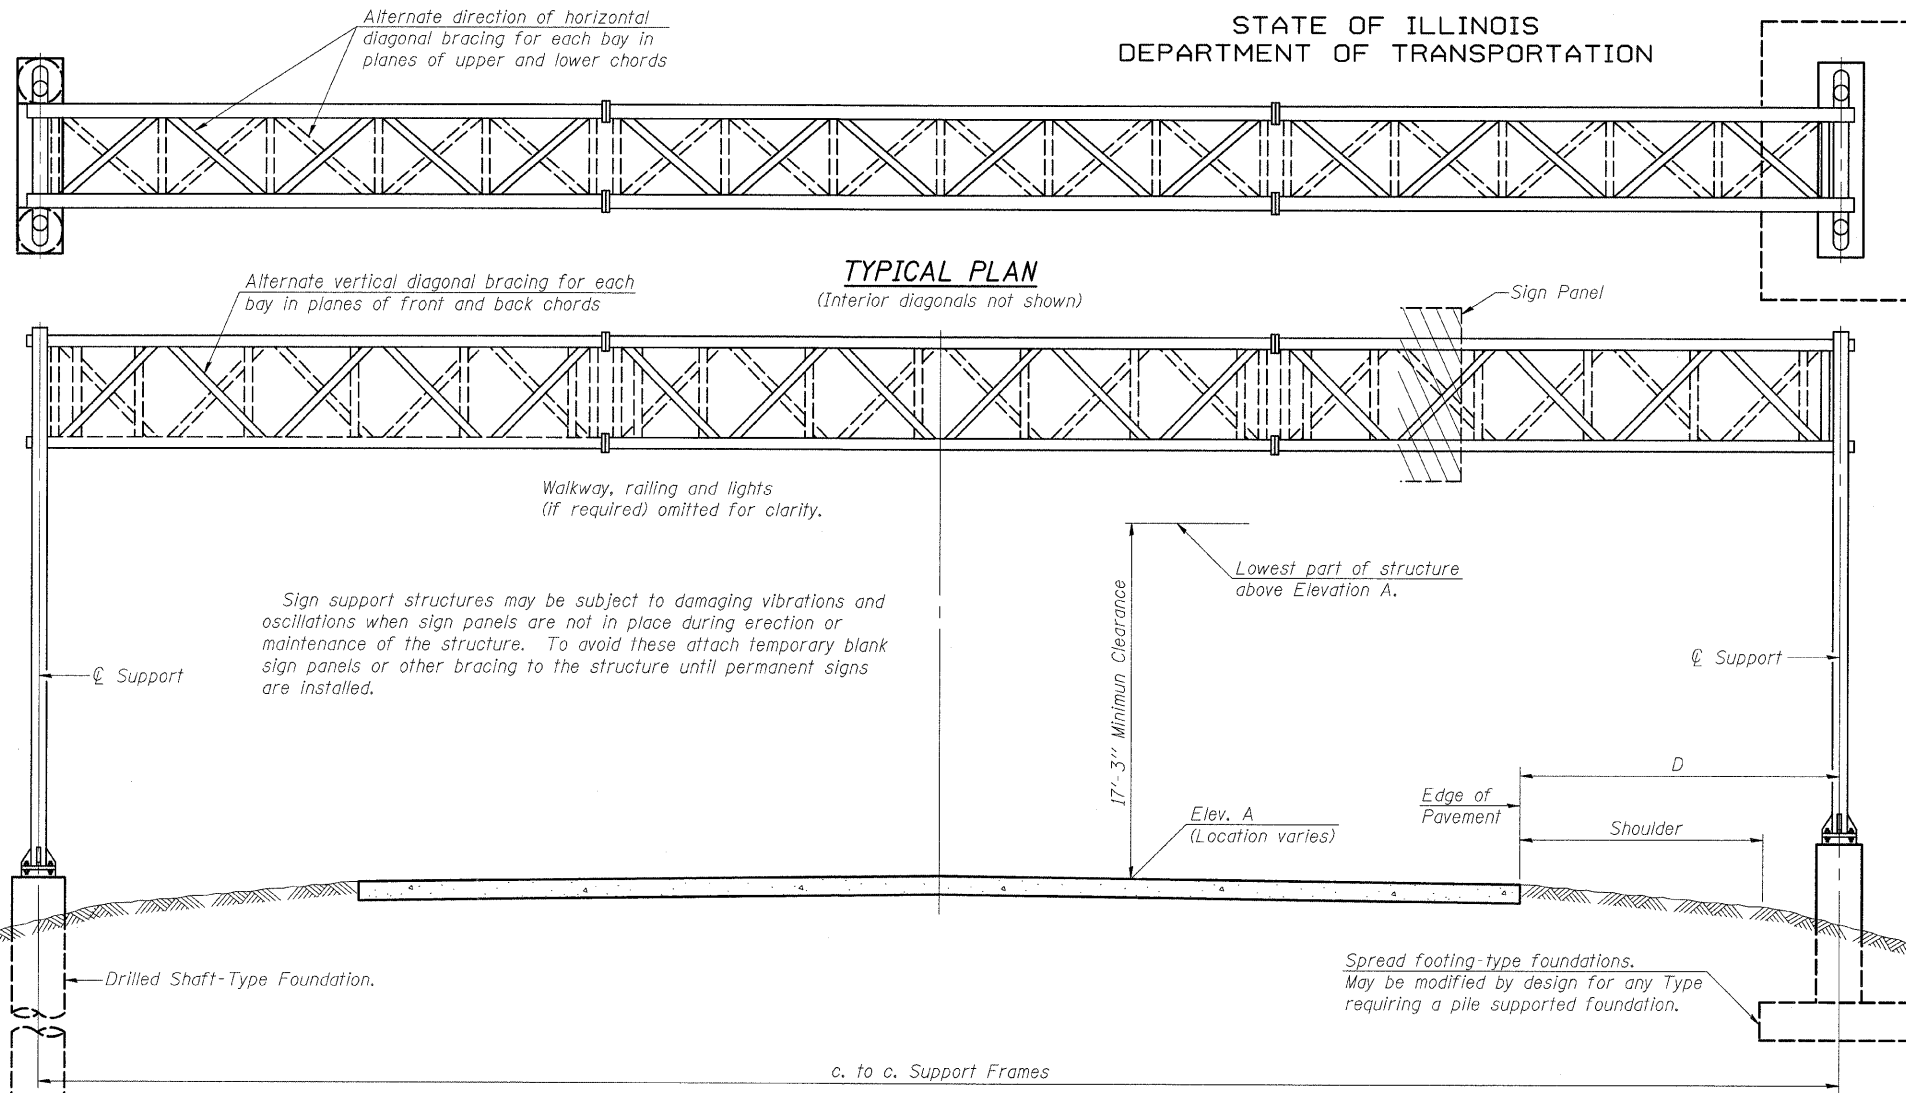 Alternate direction of horizontal
diagonal bracing for each bay in
planes of upper and lower chords
STATE OF ILLINOIS
DEPARTMENT OF TRANSPORTATION
TYPICAL PLAN
(Interior diagonals not shown)
Alternate vertical diagonal bracing for each
bay in planes of front and back chords
Sign Panel
Walkway, railing and lights
(if required) omitted for clarity.
Lowest part of structure
above Elevation A.
17'-3'' Minimun Clearance
Sign support structures may be subject to damaging vibrations and
oscillations when sign panels are not in place during erection or
maintenance of the structure. To avoid these attach temporary blank
sign panels or other bracing to the structure until permanent signs
are installed.
℄ Support
℄ Support
D
Edge of
Pavement
Shoulder
Elev. A
(Location varies)
Drilled Shaft-Type Foundation.
Spread footing-type foundations.
May be modified by design for any Type
requiring a pile supported foundation.
c. to c. Support Frames